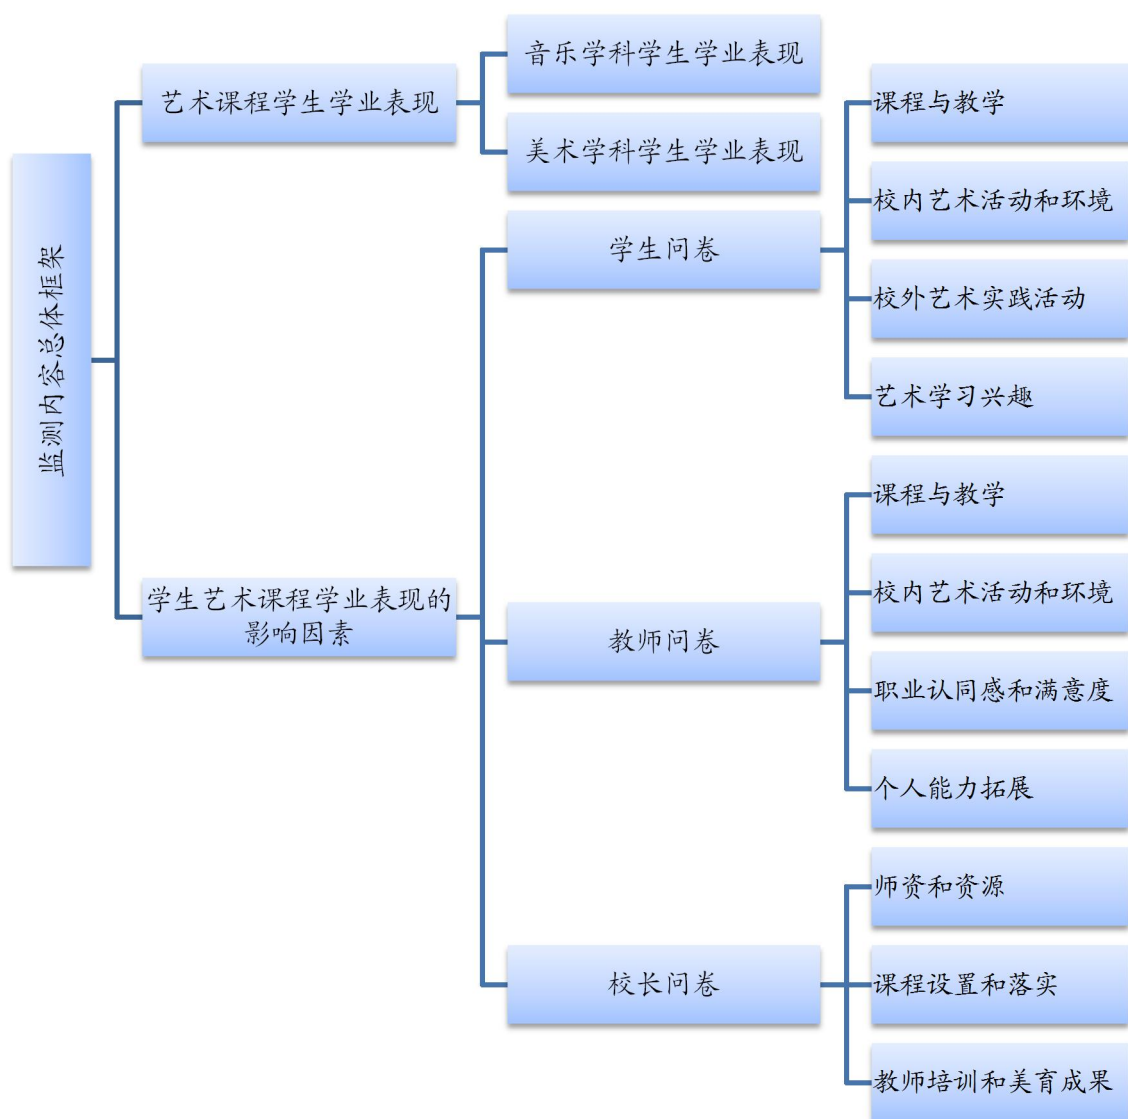 监测内容总体框架
艺术课程学生学业表现
音乐学科学生学业表现
美术学科学生学业表现
学生艺术课程学业表现的
影响因素
学生问卷
课程与教学
校内艺术活动和环境
校外艺术实践活动
艺术学习兴趣
教师问卷
课程与教学
校内艺术活动和环境
职业认同感和满意度
个人能力拓展
校长问卷
师资和资源
课程设置和落实
教师培训和美育成果